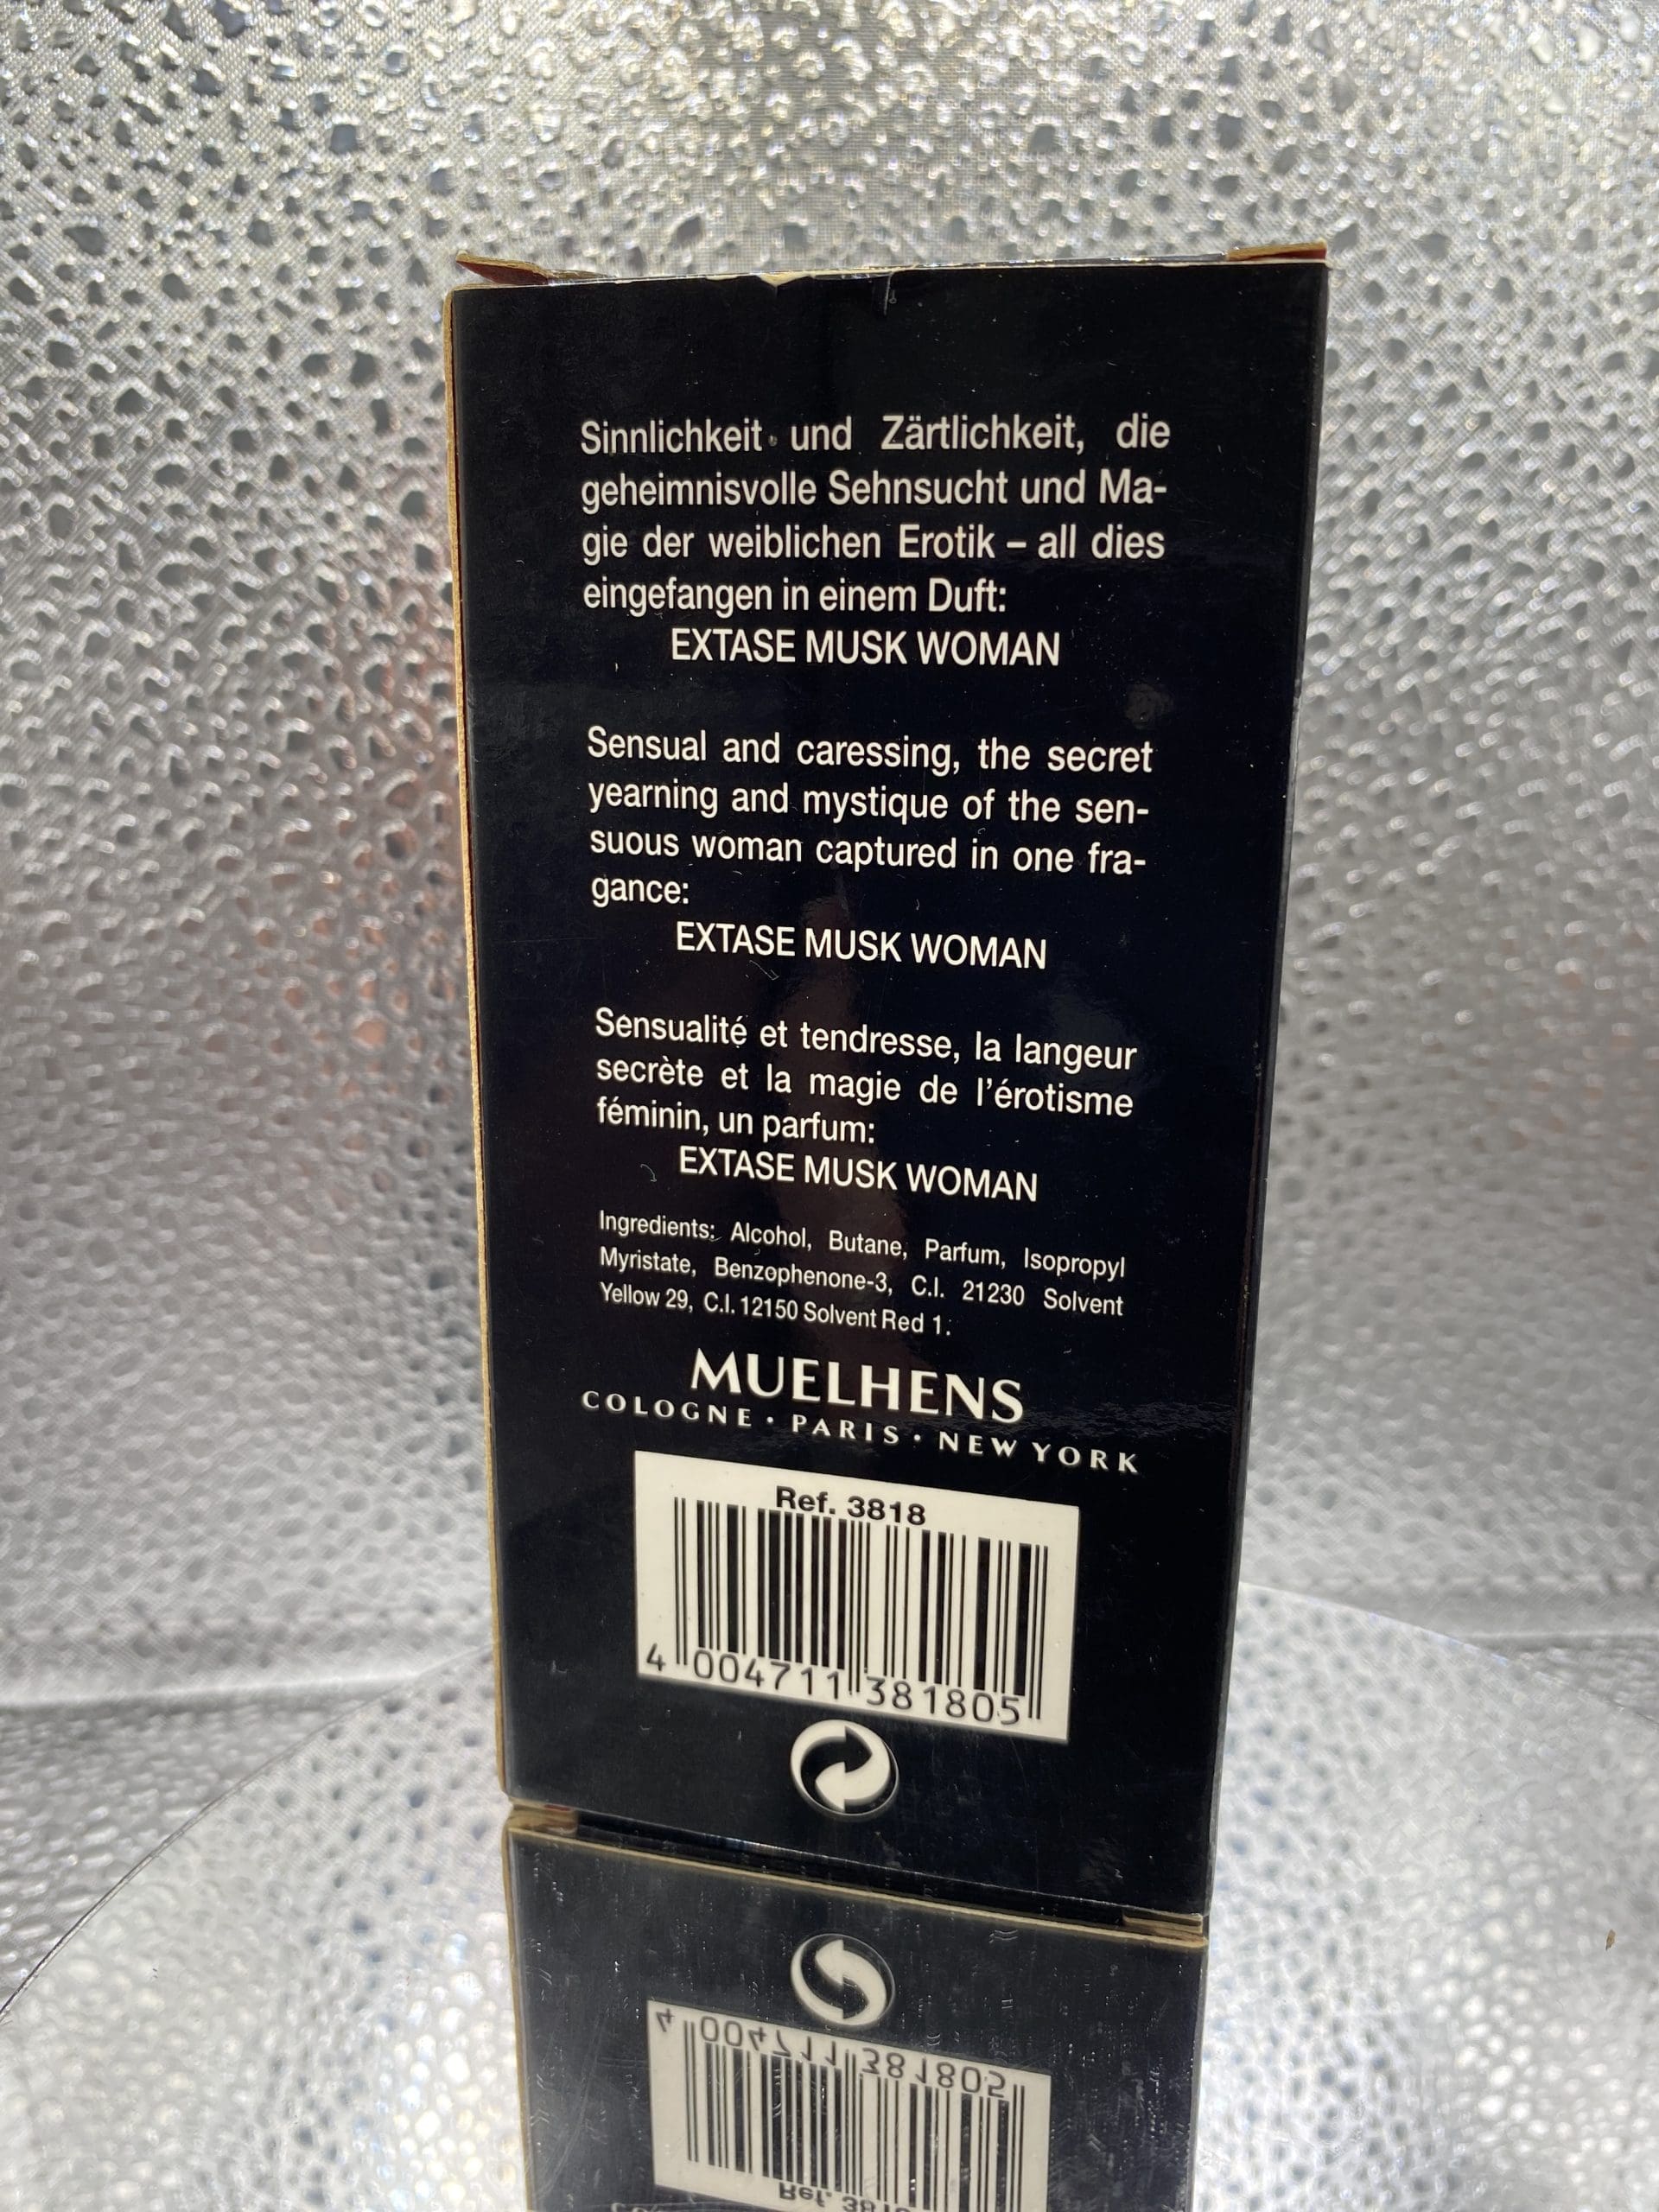 Sinnlichkeit und Zärtlichkeit, die
geheimnisvolle Sehnsucht und Ma-
gie der weiblichen Erotik – all dies
eingefangen in einem Duft:
EXTASE MUSK WOMAN
Sensual and caressing, the secret
yearning and mystique of the sen-
suous woman captured in one fra-
gance:
EXTASE MUSK WOMAN
Sensualité et tendresse, la langeur
secrète et la magie de l'érotisme
féminin, un parfum:
EXTASE MUSK WOMAN
Ingredients: Alcohol, Butane, Parfum, Isopropyl
Myristate, Benzophenone-3, C.I. 21230 Solvent
Yellow 29, C.I. 12150 Solvent Red 1.
MUELHENS
COLOGNE · PARIS · NEW YORK
Ref. 3818
4 004711 381805